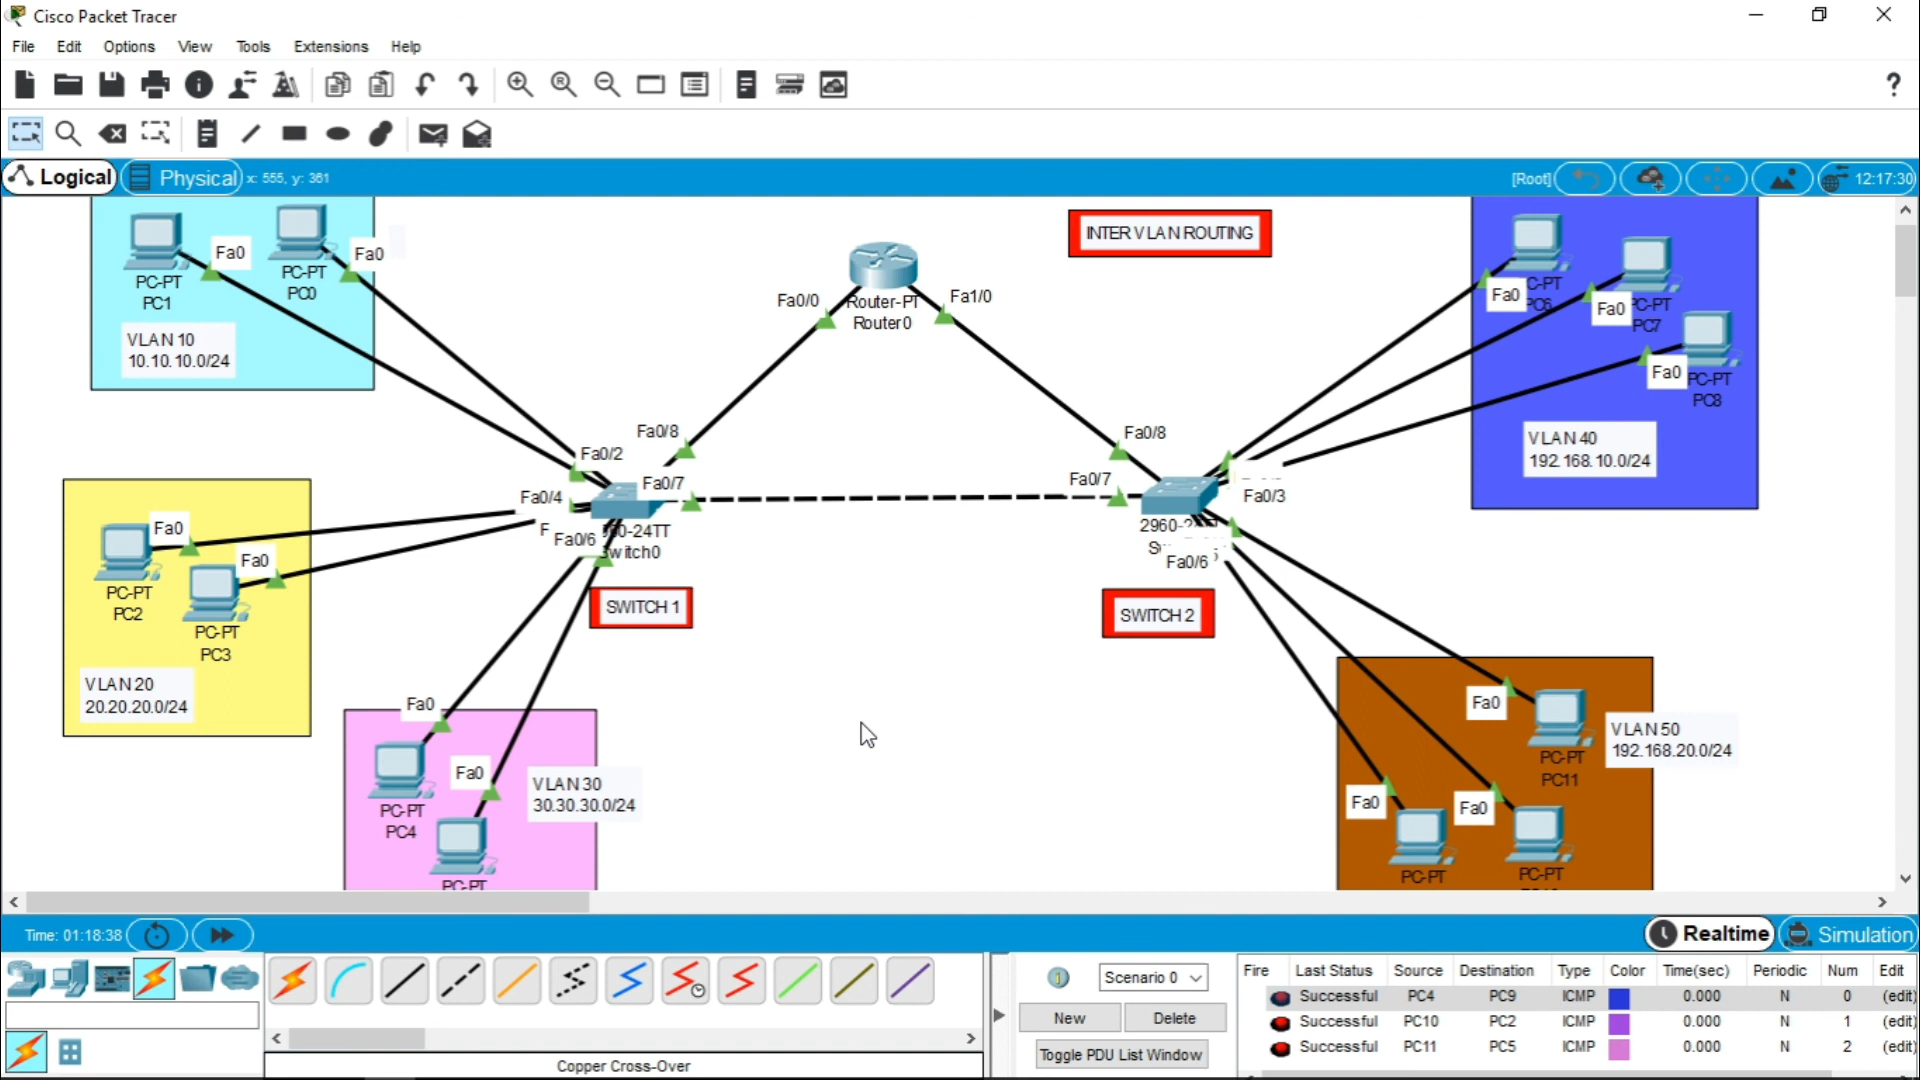 Cisco Packet Tracer
File Edit Options View Tools Extensions Help
Logical Physical x: 555, y: 361 [Root] 12:17:30
INTER VLAN ROUTING
Fa0 Fa0
PC-PT
PC1
PC-PT
PC0
VLAN 10
10.10.10.0/24
Fa0/0
Router-PT
Router0
Fa1/0
Fa0
C-PT
PC6
Fa0
PC-PT
PC7
Fa0
PC-PT
PC8
VLAN 40
192.168.10.0/24
Fa0/8
Fa0/2
Fa0/7
Fa0/4
F
Fa0/6
60-24TT
Switch0
SWITCH 1
Fa0/8
Fa0/7
Fa0/3
2960-2
S
Fa0/6
SWITCH 2
Fa0
PC-PT
PC2
Fa0
PC-PT
PC3
VLAN 20
20.20.20.0/24
Fa0
PC-PT
PC4
Fa0
PC-PT
VLAN 30
30.30.30.0/24
Fa0
PC-PT
PC11
VLAN 50
192.168.20.0/24
Fa0
PC-PT
Fa0
PC-PT
Time: 01:18:38 Realtime Simulation
Copper Cross-Over
Scenario 0
New Delete
Toggle PDU List Window
Fire Last Status Source Destination Type Color Time(sec) Periodic Num Edit
Successful PC4 PC9 ICMP 0.000 N 0 (edit)
Successful PC10 PC2 ICMP 0.000 N 1 (edit)
Successful PC11 PC5 ICMP 0.000 N 2 (edit)